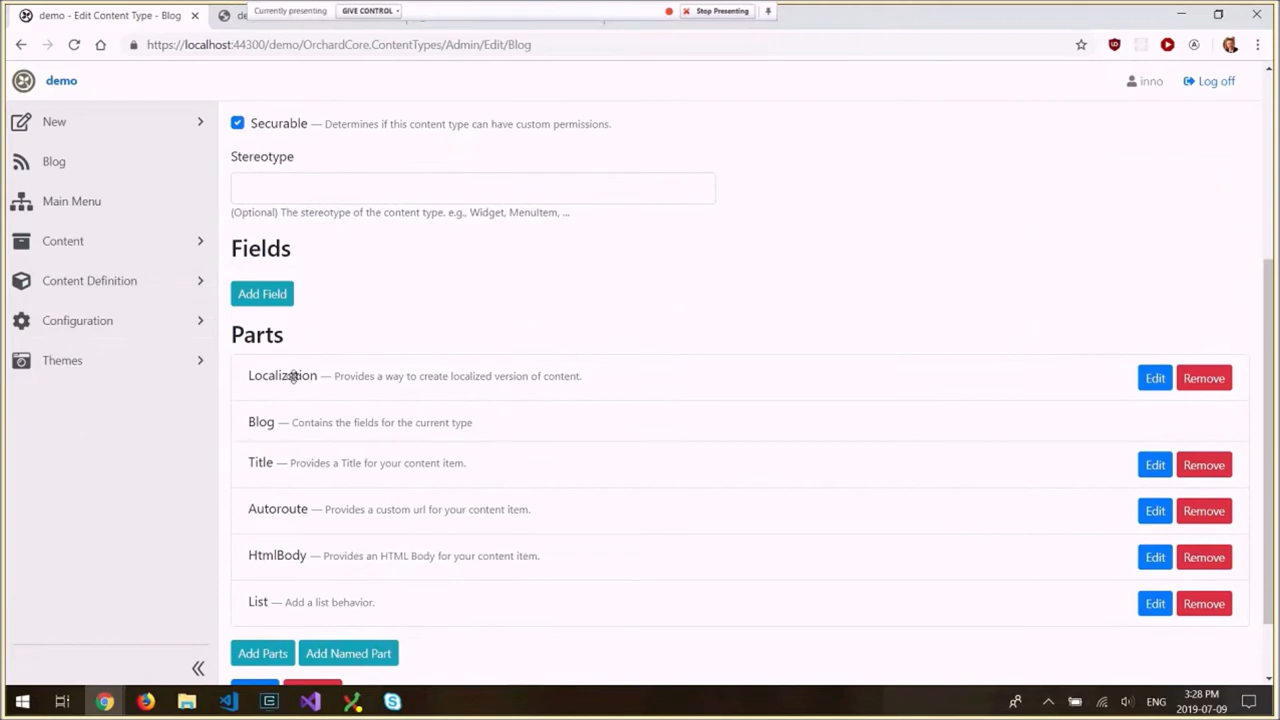 demo - Edit Content Type - Blog
de
Currently presenting
GIVE CONTROL
Stop Presenting
https://localhost:44300/demo/OrchardCore.ContentTypes/Admin/Edit/Blog
demo
inno
Log off
New
Blog
Main Menu
Content
Content Definition
Configuration
Themes
Securable — Determines if this content type can have custom permissions.
Stereotype
(Optional) The stereotype of the content type. e.g., Widget, MenuItem, ...
Fields
Add Field
Parts
Localization — Provides a way to create localized version of content.
Edit Remove
Blog — Contains the fields for the current type
Title — Provides a Title for your content item.
Edit Remove
Autoroute — Provides a custom url for your content item.
Edit Remove
HtmlBody — Provides an HTML Body for your content item.
Edit Remove
List — Add a list behavior.
Edit Remove
Add Parts Add Named Part
ENG
3:28 PM
2019-07-09